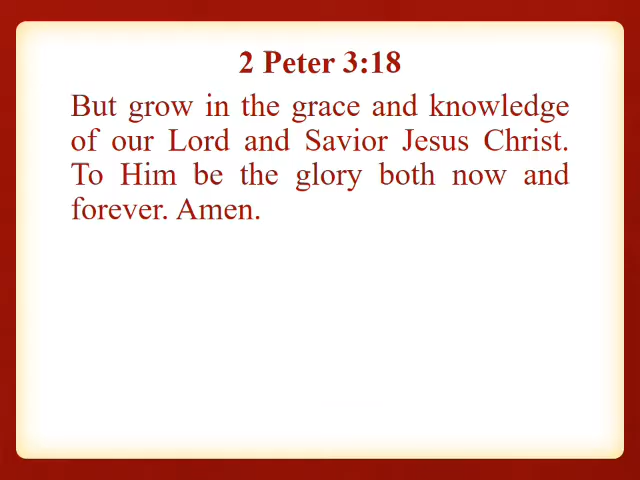 2 Peter 3:18
But grow in the grace and knowledge
of our Lord and Savior Jesus Christ.
To Him be the glory both now and
forever. Amen.